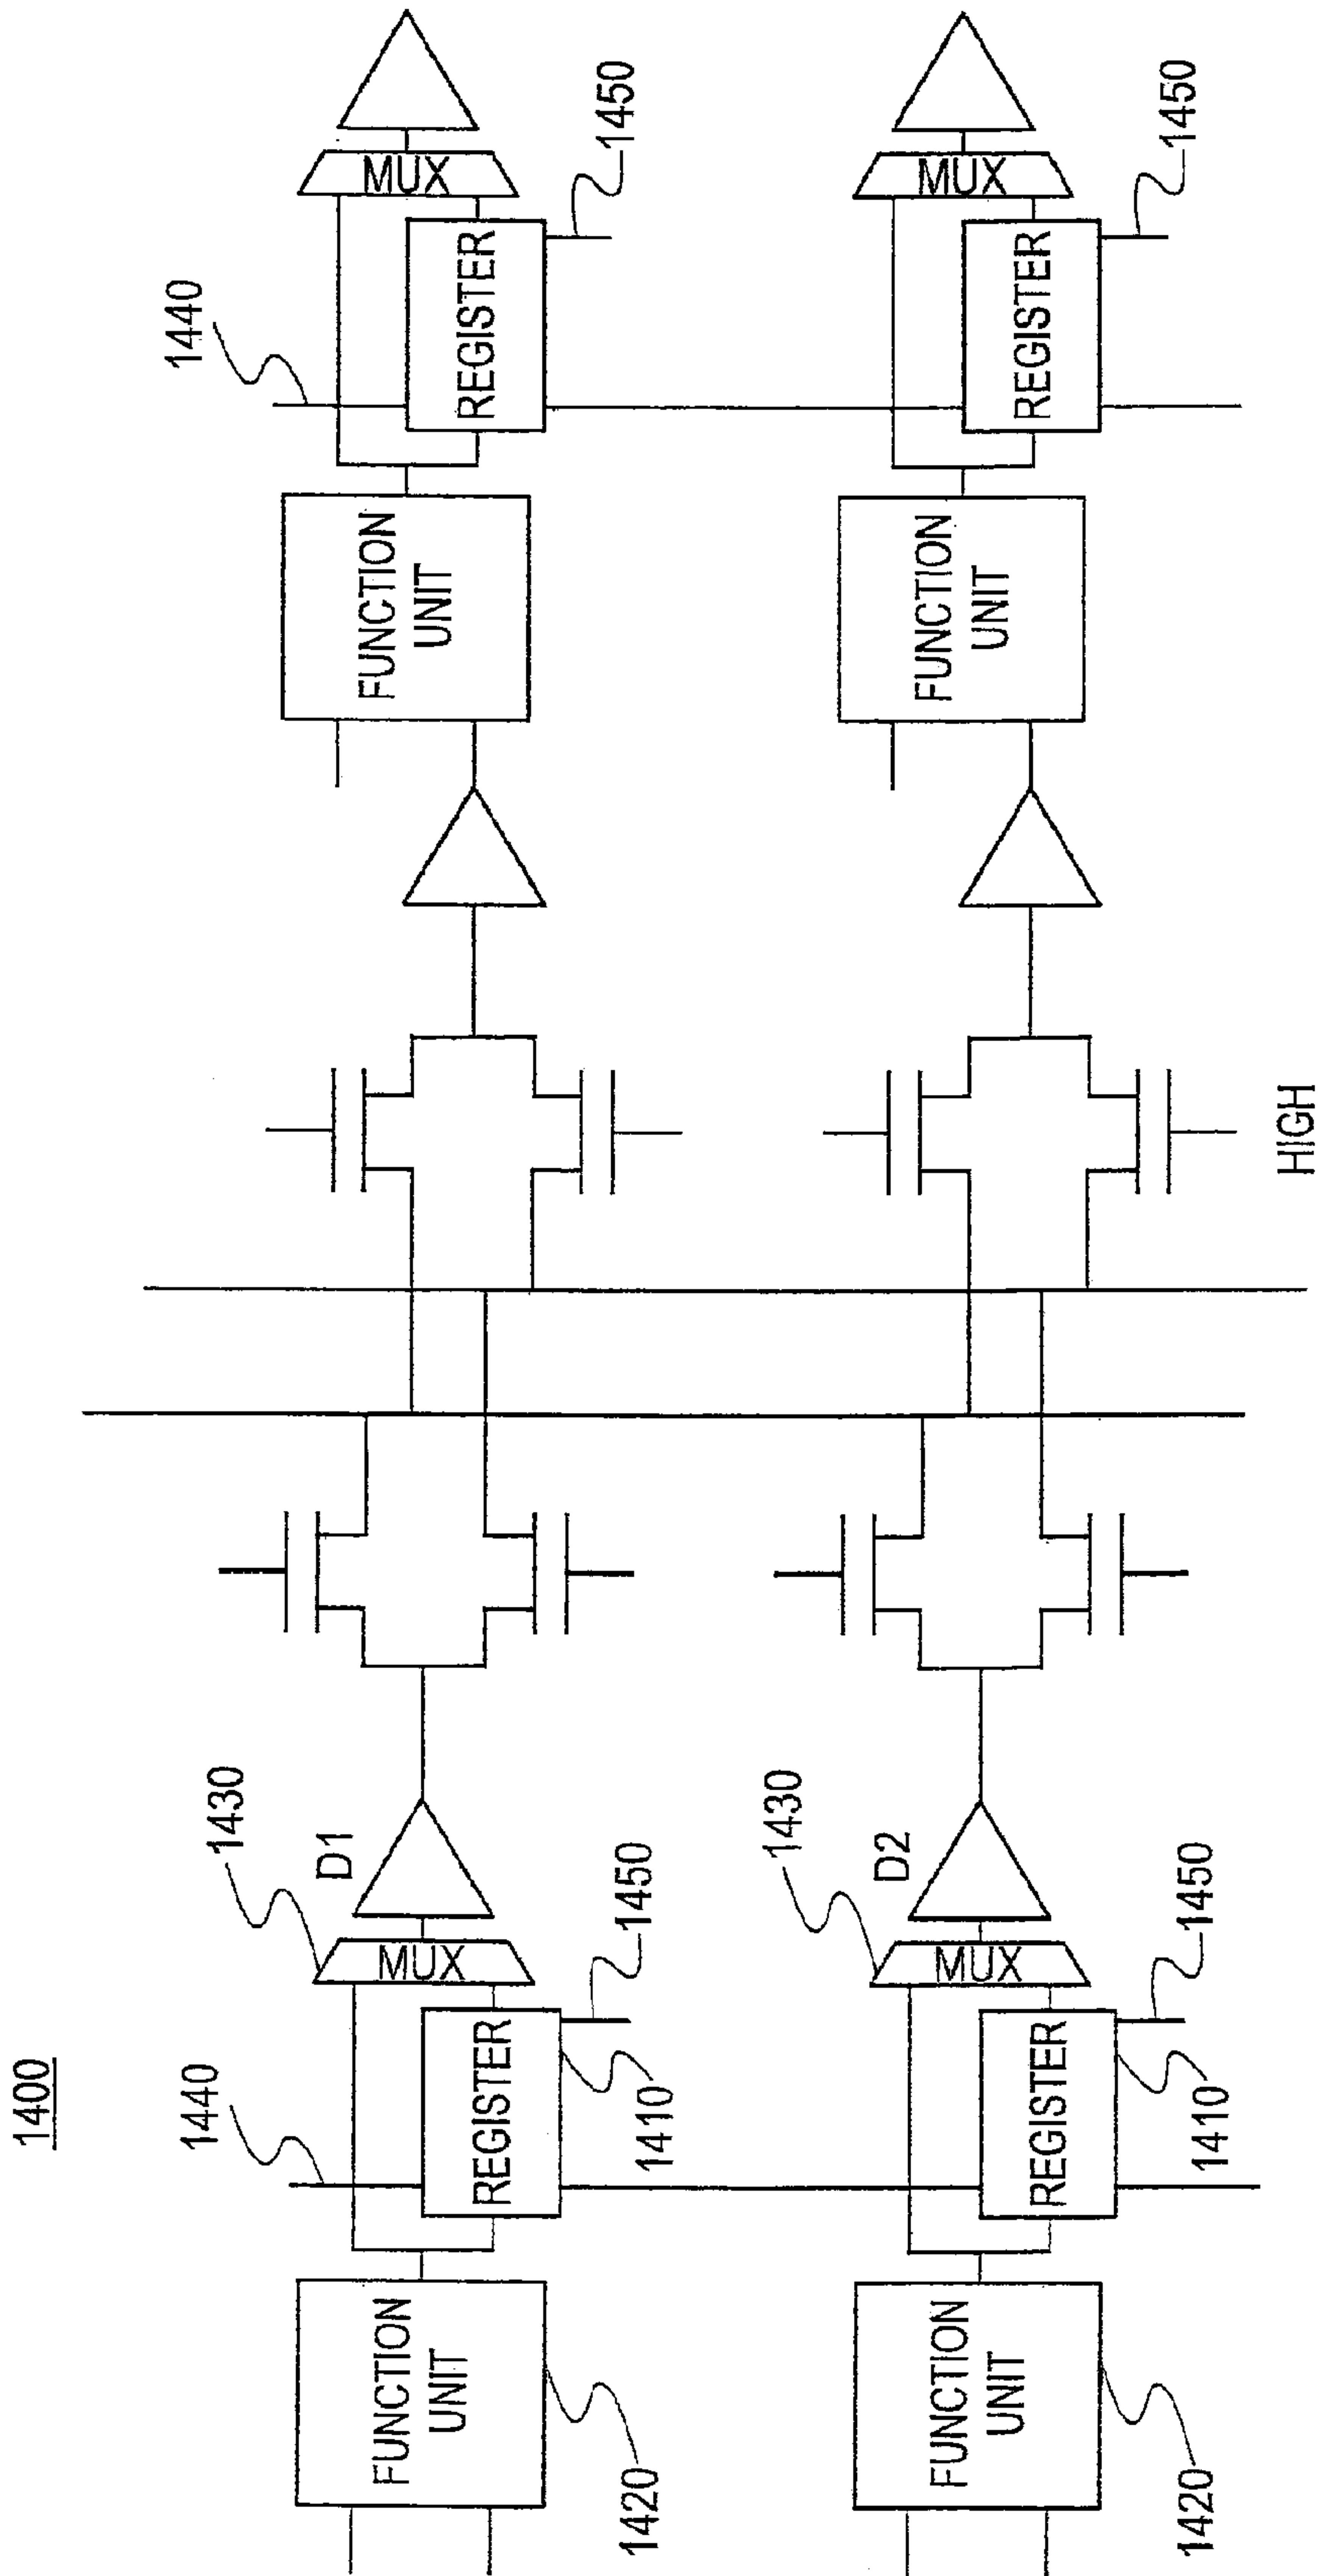 1400
1440
1430
D1
1440
FUNCTION
UNIT
REGISTER
MUX
FUNCTION
UNIT
REGISTER
MUX
1420
1410
1450
1450
1430
D2
FUNCTION
UNIT
REGISTER
MUX
FUNCTION
UNIT
REGISTER
MUX
1420
1410
1450
HIGH
1450